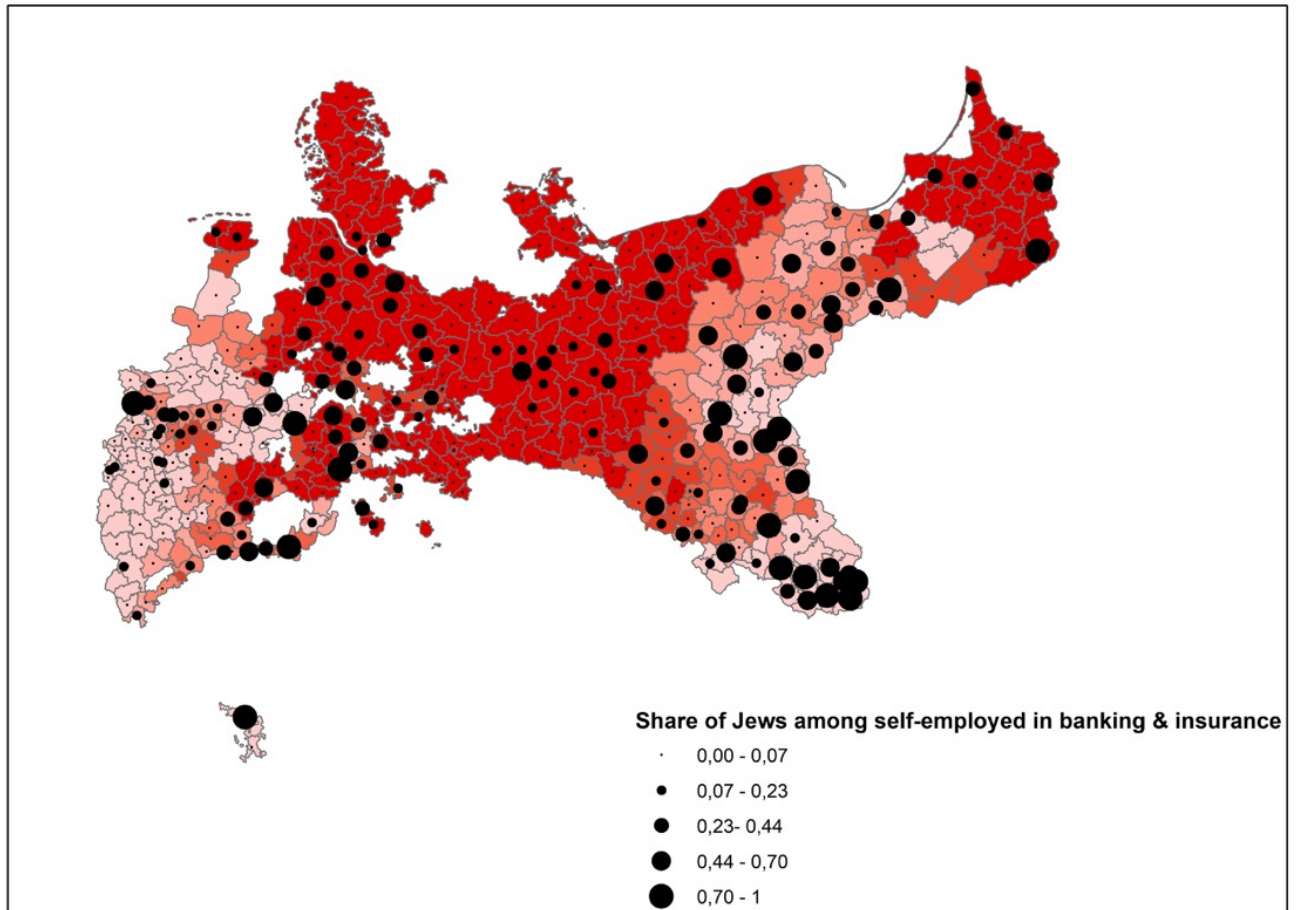 Share of Jews among self-employed in banking & insurance
0,00 - 0,07
0,07 - 0,23
0,23- 0,44
0,44 - 0,70
0,70 - 1